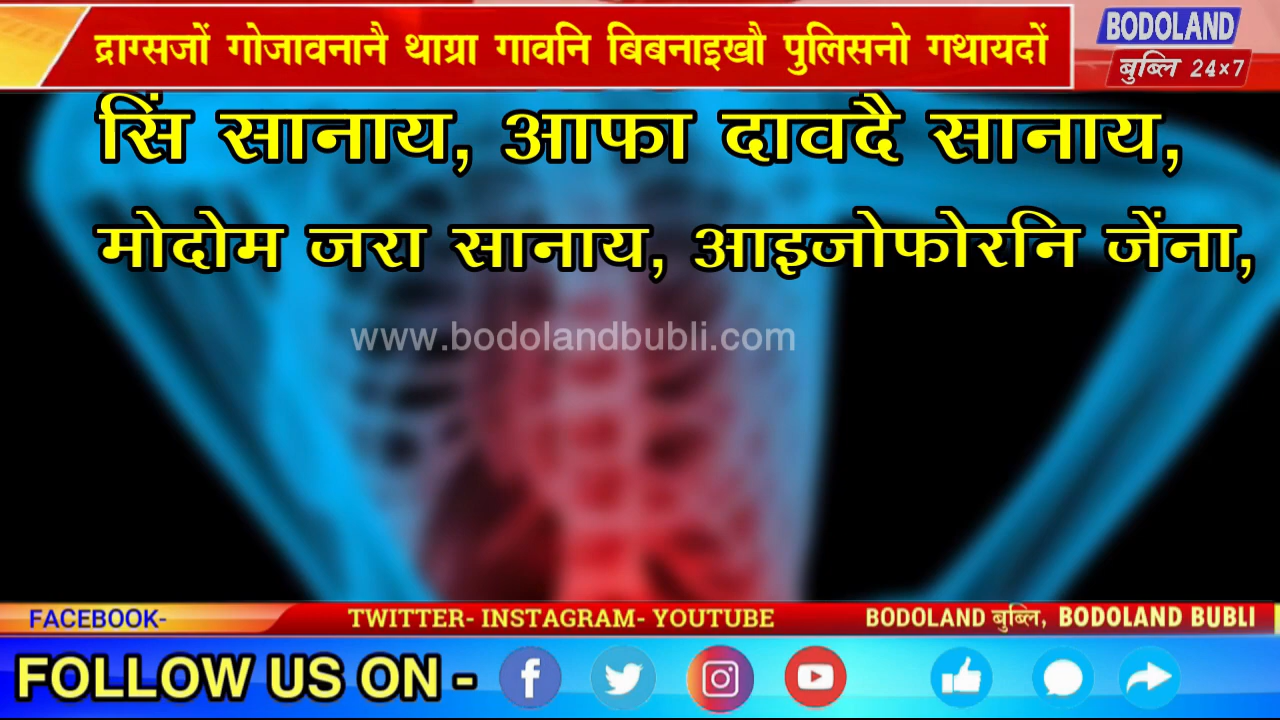 द्राग्सजों गोजावनानै थाग्रा गावनि बिबनाइखौ पुलिसनो गथायदों
BODOLAND
बुब्लि 24×7
सिं सानाय, आफा दावदै सानाय,
मोदोम जरा सानाय, आइजोफोरनि जेंना,
www.bodolandbubli.com
FACEBOOK- TWITTER- INSTAGRAM- YOUTUBE BODOLAND बुब्लि, BODOLAND BUBLI
FOLLOW US ON -